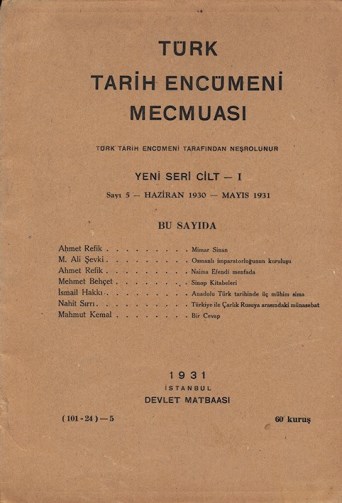 TÜRK
TARİH ENCÜMENİ
MECMUASI
TÜRK TARİH ENCÜMENİ TARAFINDAN NEŞROLUNUR
YENİ SERİ CİLT — I
Sayı 5 — HAZİRAN 1930 — MAYIS 1931
BU SAYIDA
Ahmet Refik . . . . . . . . . Mimar Sinan
M. Ali Şevki . . . . . . . . . Osmanlı imparatorluğunun kuruluşu
Ahmet Refik . . . . . . . . . Naima Efendi menfada
Mehmet Behçet . . . . . . . . Sinop Kitabeleri
İsmail Hakkı . . . . . . . . . Anadolu Türk tarihinde üç mühim sima
Nahit Sırrı . . . . . . . . . Türkiye ile Çarlık Rusya arasındaki münasebat
Mahmut Kemal . . . . . . . . Bir Cevap
1931
İSTANBUL
DEVLET MATBAASI
( 101 - 24 ) — 5 60 kuruş